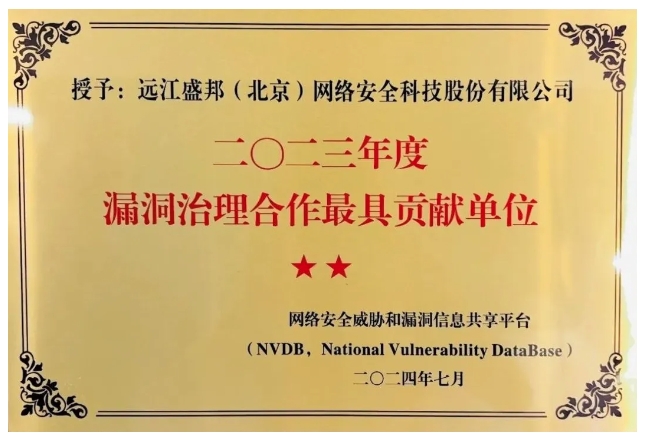 授予：远江盛邦（北京）网络安全科技股份有限公司
二〇二三年度
漏洞治理合作最具贡献单位
★★
网络安全威胁和漏洞信息共享平台
（NVDB，National Vulnerability DataBase）
二〇二四年七月